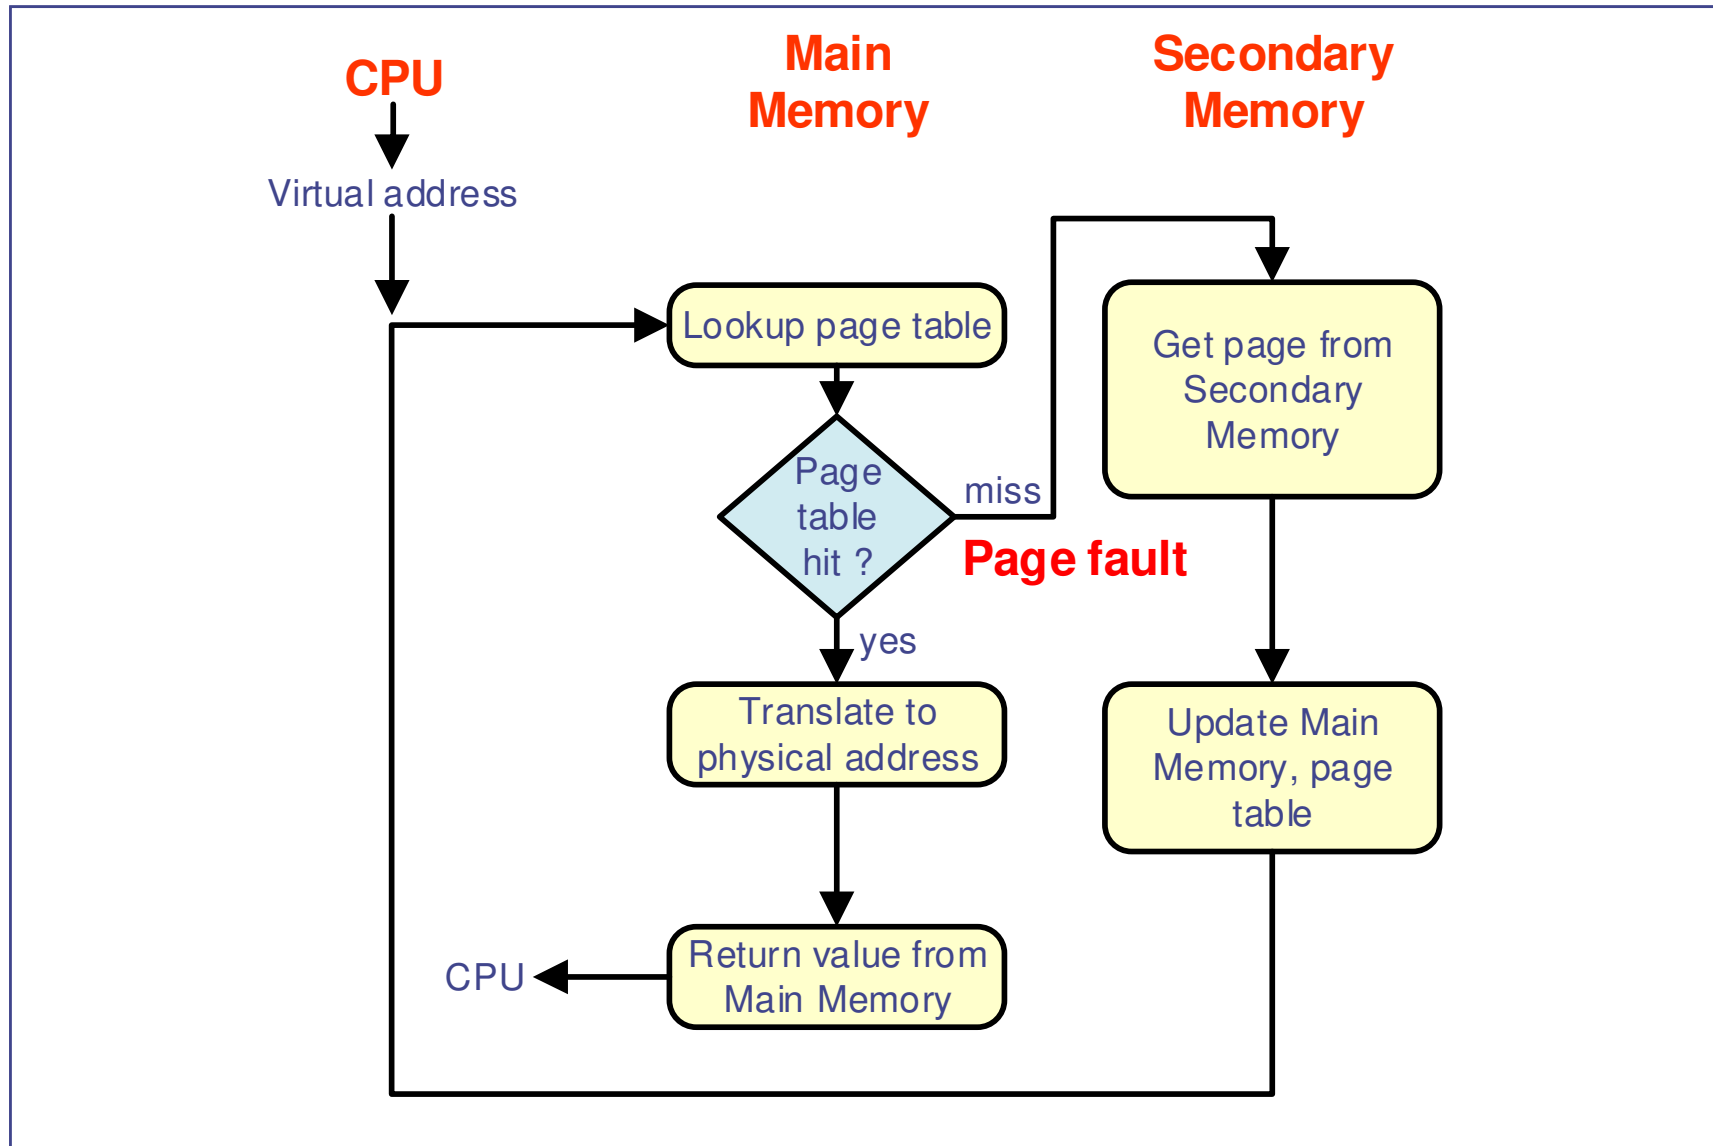 CPU
Main
Memory
Secondary
Memory
Virtual address
Lookup page table
Get page from
Secondary
Memory
Page
table
hit ?
miss
Page fault
yes
Translate to
physical address
Update Main
Memory, page
table
Return value from
Main Memory
CPU